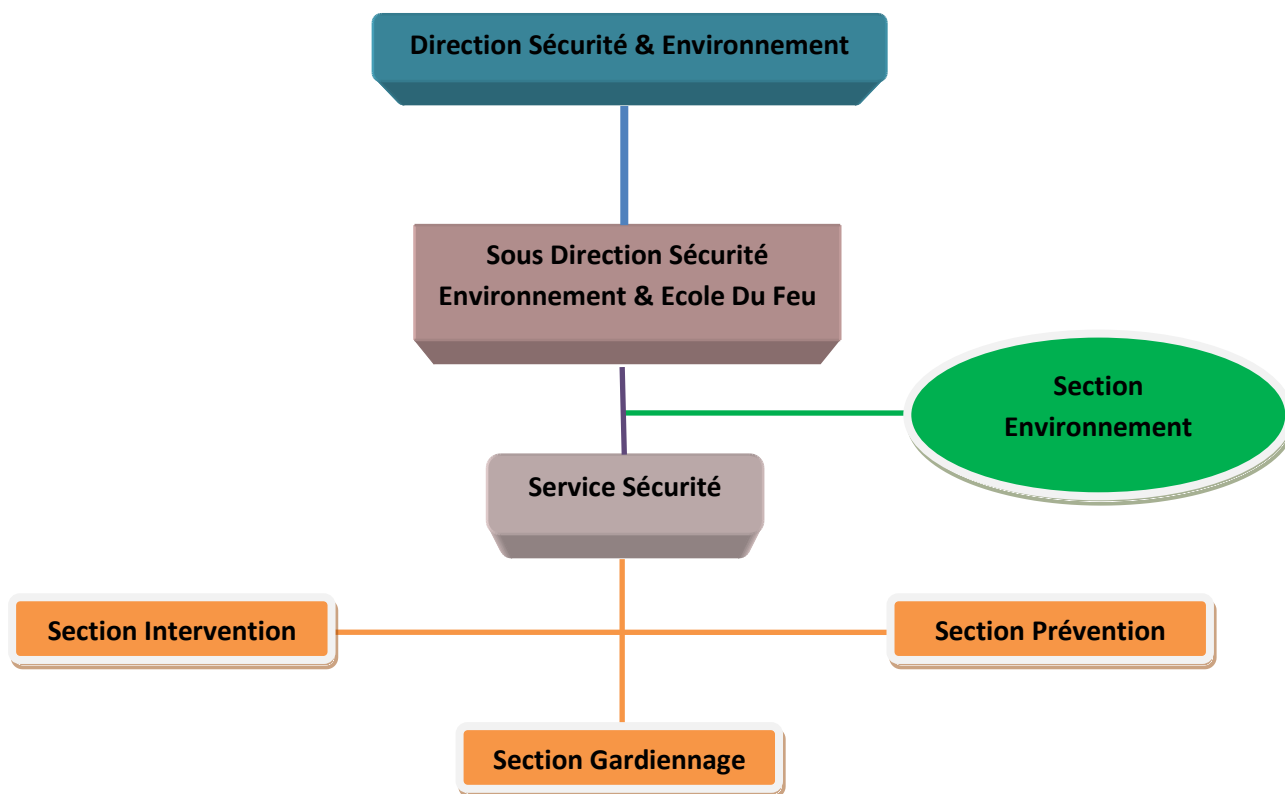 Direction Sécurité & Environnement
Sous Direction Sécurité
Environnement & Ecole Du Feu
Section
Environnement
Service Sécurité
Section Intervention
Section Prévention
Section Gardiennage